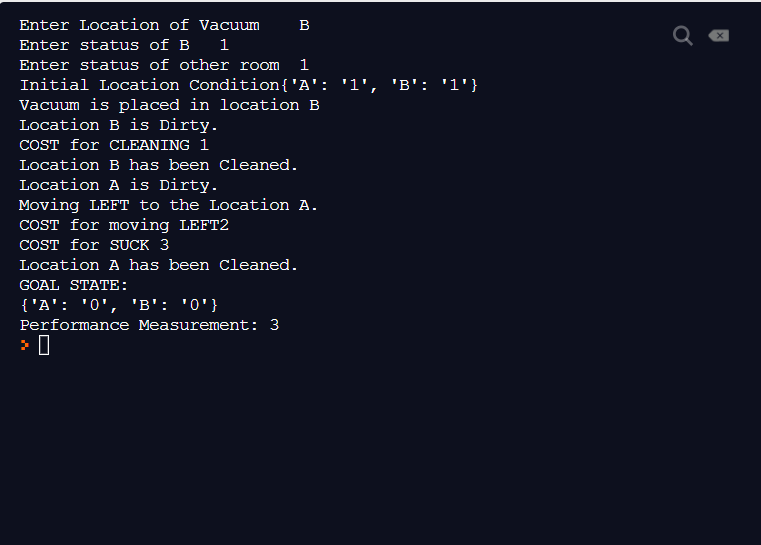 Enter Location of Vacuum    B
Enter status of B   1
Enter status of other room  1
Initial Location Condition{'A': '1', 'B': '1'}
Vacuum is placed in location B
Location B is Dirty.
COST for CLEANING 1
Location B has been Cleaned.
Location A is Dirty.
Moving LEFT to the Location A.
COST for moving LEFT2
COST for SUCK 3
Location A has been Cleaned.
GOAL STATE:
{'A': '0', 'B': '0'}
Performance Measurement: 3
>